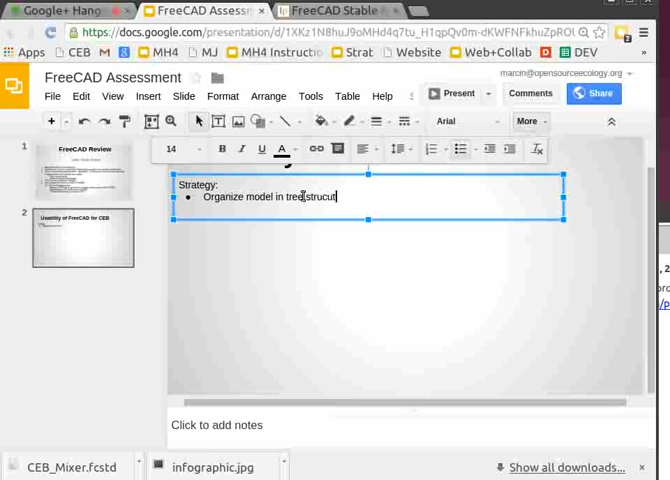 Google+ Hang
FreeCAD Assessm
FreeCAD Stable R
https://docs.google.com/presentation/d/1XKz1N8huJ9oMHd4q7tu_H1qpQv0m-dKWFNFkhuZpROU
Apps CEB MH4 MJ MH4 Instructio Strat Website Web+Collab DEV
FreeCAD Assessment
marcin@opensourceecology.org
File Edit View Insert Slide Format Arrange Tools Table Help
Present Comments Share
Arial More
14 B I U A
1 FreeCAD Review
2 Usability of FreeCAD for CEB
Strategy:
● Organize model in tree strucut
Click to add notes
CEB_Mixer.fcstd infographic.jpg Show all downloads...